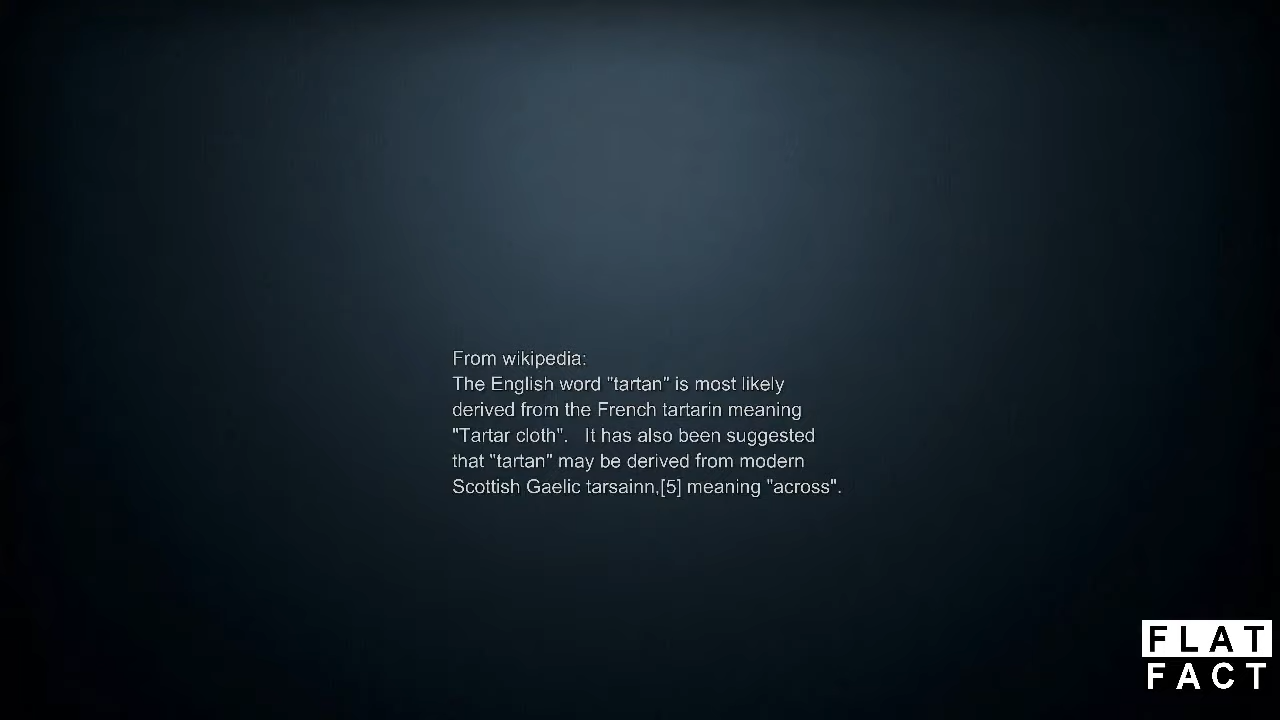 From wikipedia:
The English word "tartan" is most likely
derived from the French tartarin meaning
"Tartar cloth".   It has also been suggested
that "tartan" may be derived from modern
Scottish Gaelic tarsainn,[5] meaning "across".
FLAT
FACT